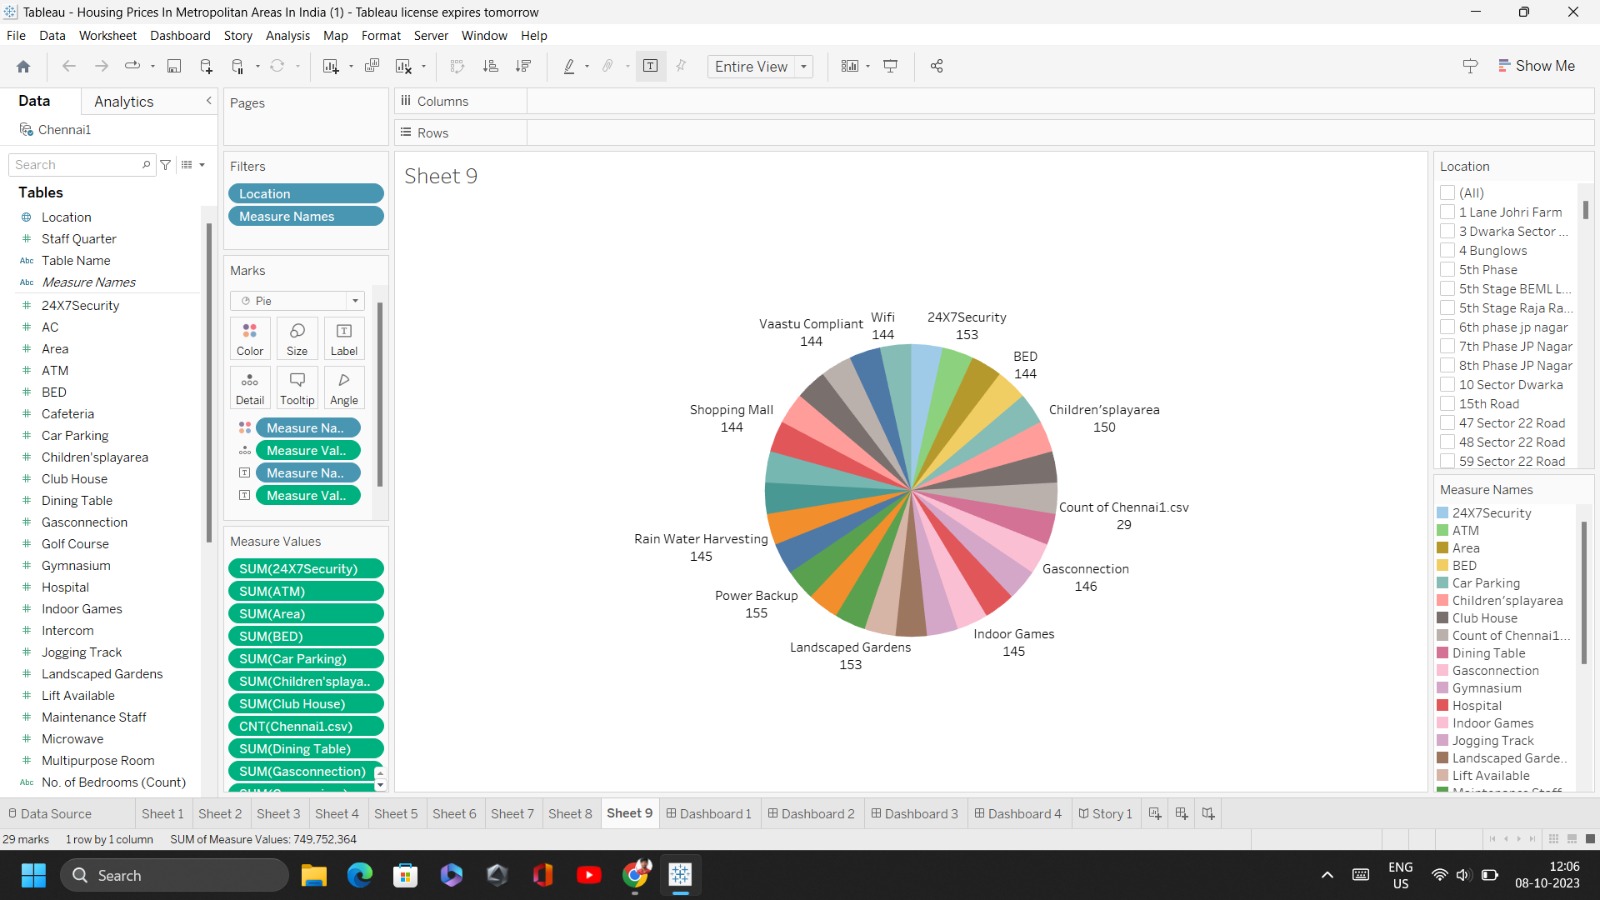 Tableau - Housing Prices In Metropolitan Areas In India (1) - Tableau license expires tomorrow
File Data Worksheet Dashboard Story Analysis Map Format Server Window Help
Entire View
Show Me
Data Analytics
Chennai1
Search
Tables
Location
Staff Quarter
Abc Table Name
Abc Measure Names
24X7Security
AC
Area
ATM
BED
Cafeteria
Car Parking
Children'splayarea
Club House
Dining Table
Gasconnection
Golf Course
Gymnasium
Hospital
Indoor Games
Intercom
Jogging Track
Landscaped Gardens
Lift Available
Maintenance Staff
Microwave
Multipurpose Room
Abc No. of Bedrooms (Count)
Pages
Filters
Location
Measure Names
Marks
Pie
Color Size Label
Detail Tooltip Angle
Measure Na..
Measure Val..
Measure Na..
Measure Val..
Measure Values
SUM(24X7Security)
SUM(ATM)
SUM(Area)
SUM(BED)
SUM(Car Parking)
SUM(Children'splaya..
SUM(Club House)
CNT(Chennai1.csv)
SUM(Dining Table)
SUM(Gasconnection)
Columns
Rows
Sheet 9
Wifi
144
24X7Security
153
Vaastu Compliant
144
BED
144
Shopping Mall
144
Children'splayarea
150
Count of Chennai1.csv
29
Rain Water Harvesting
145
Gasconnection
146
Power Backup
155
Indoor Games
145
Landscaped Gardens
153
Location
(All)
1 Lane Johri Farm
3 Dwarka Sector ...
4 Bunglows
5th Phase
5th Stage BEML L...
5th Stage Raja Ra...
6th phase jp nagar
7th Phase JP Nagar
8th Phase JP Nagar
10 Sector Dwarka
15th Road
47 Sector 22 Road
48 Sector 22 Road
59 Sector 22 Road
Measure Names
24X7Security
ATM
Area
BED
Car Parking
Children'splayarea
Club House
Count of Chennai1...
Dining Table
Gasconnection
Gymnasium
Hospital
Indoor Games
Jogging Track
Landscaped Garde..
Lift Available
Maintenance Staff
Data Source Sheet 1 Sheet 2 Sheet 3 Sheet 4 Sheet 5 Sheet 6 Sheet 7 Sheet 8 Sheet 9 Dashboard 1 Dashboard 2 Dashboard 3 Dashboard 4 Story 1
29 marks 1 row by 1 column SUM of Measure Values: 749,752,364
Search
ENG
US
12:06
08-10-2023